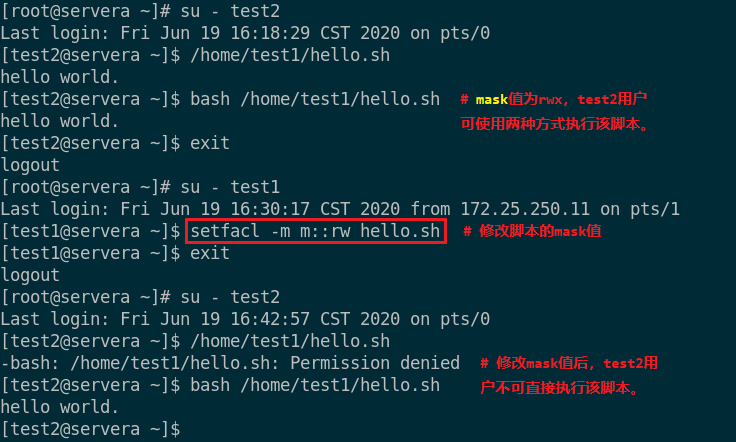 [root@servera ~]# su - test2
Last login: Fri Jun 19 16:18:29 CST 2020 on pts/0
[test2@servera ~]$ /home/test1/hello.sh
hello world.
[test2@servera ~]$ bash /home/test1/hello.sh # mask值为rwx，test2用户
hello world. 可使用两种方式执行该脚本。
[test2@servera ~]$ exit
logout
[root@servera ~]# su - test1
Last login: Fri Jun 19 16:30:17 CST 2020 from 172.25.250.11 on pts/1
[test1@servera ~]$ setfacl -m m::rw hello.sh # 修改脚本的mask值
[test1@servera ~]$ exit
logout
[root@servera ~]# su - test2
Last login: Fri Jun 19 16:42:57 CST 2020 on pts/0
[test2@servera ~]$ /home/test1/hello.sh
-bash: /home/test1/hello.sh: Permission denied # 修改mask值后，test2用
[test2@servera ~]$ bash /home/test1/hello.sh 户不可直接执行该脚本。
hello world.
[test2@servera ~]$